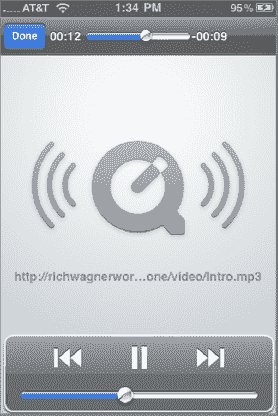 AT&T 1:34 PM 95%
Done 00:12 -00:09
http://richwagnerwor...one/video/Intro.mp3